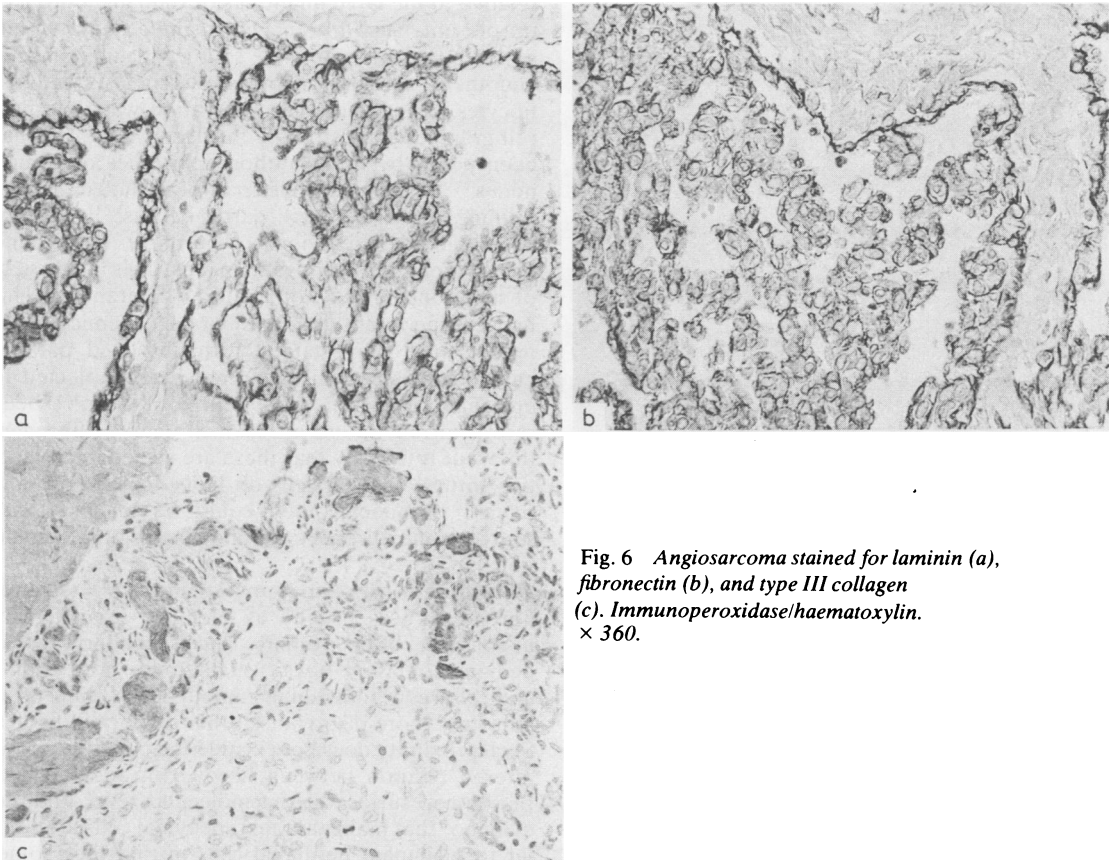 a
b
c
Fig. 6 Angiosarcoma stained for laminin (a),
fibronectin (b), and type III collagen
(c). Immunoperoxidase/haematoxylin.
× 360.